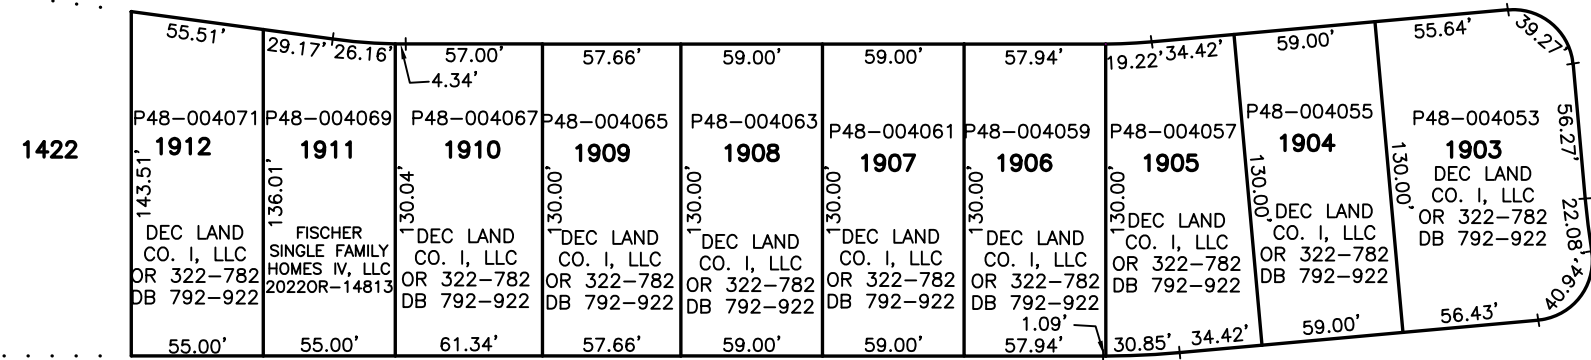 1422
55.51'
P48-004071
1912
143.51'
DEC LAND
CO. I, LLC
OR 322-782
DB 792-922
55.00'
29.17' 26.16'
P48-004069
1911
136.01'
FISCHER
SINGLE FAMILY
HOMES IV, LLC
2022OR-14813
55.00'
57.00'
4.34'
P48-004067
1910
130.04'
DEC LAND
CO. I, LLC
OR 322-782
DB 792-922
61.34'
57.66'
P48-004065
1909
130.00'
DEC LAND
CO. I, LLC
OR 322-782
DB 792-922
57.66'
59.00'
P48-004063
1908
130.00'
DEC LAND
CO. I, LLC
OR 322-782
DB 792-922
59.00'
59.00'
P48-004061
1907
130.00'
DEC LAND
CO. I, LLC
OR 322-782
DB 792-922
59.00'
57.94'
P48-004059
1906
DEC LAND
CO. I, LLC
OR 322-782
DB 792-922
1.09'
57.94'
19.22' 34.42'
P48-004057
1905
130.00'
DEC LAND
CO. I, LLC
OR 322-782
DB 792-922
30.85' 34.42'
59.00'
P48-004055
1904
130.00'
DEC LAND
CO. I, LLC
OR 322-782
DB 792-922
59.00'
55.64'
39.27'
P48-004053
1903
130.00'
56.27'
DEC LAND
CO. I, LLC
OR 322-782
DB 792-922
22.08'
40.94'
56.43'